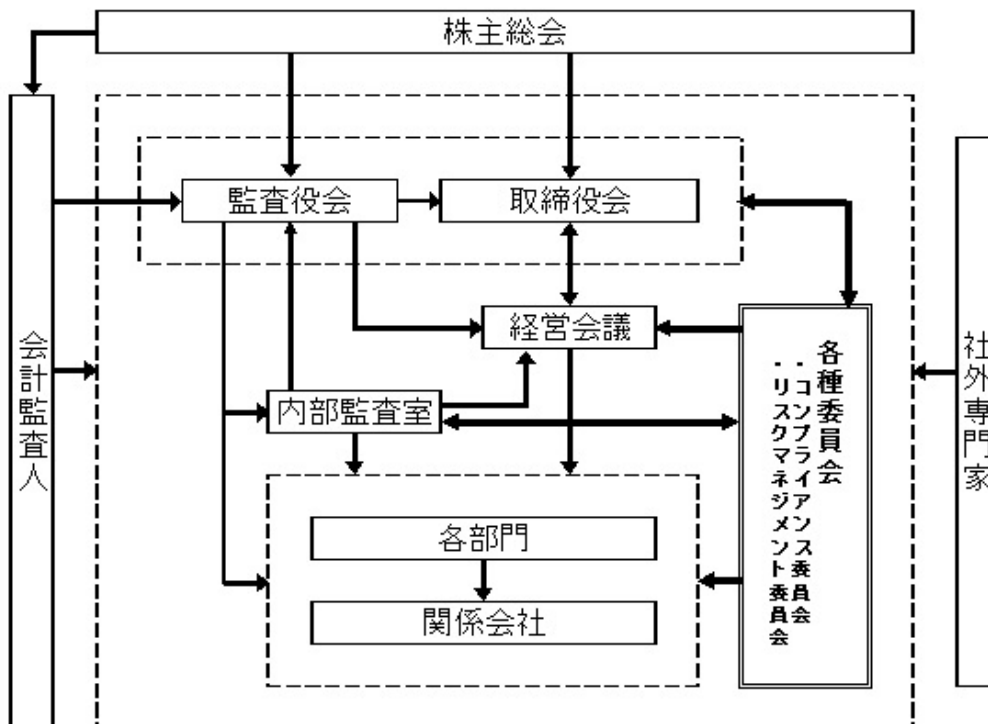 株主総会
監査役会
取締役会
経営会議
内部監査室
各部門
関係会社
会計監査人
各種委員会
・コンプライアンス委員会
・リスクマネジメント委員会
社外専門家